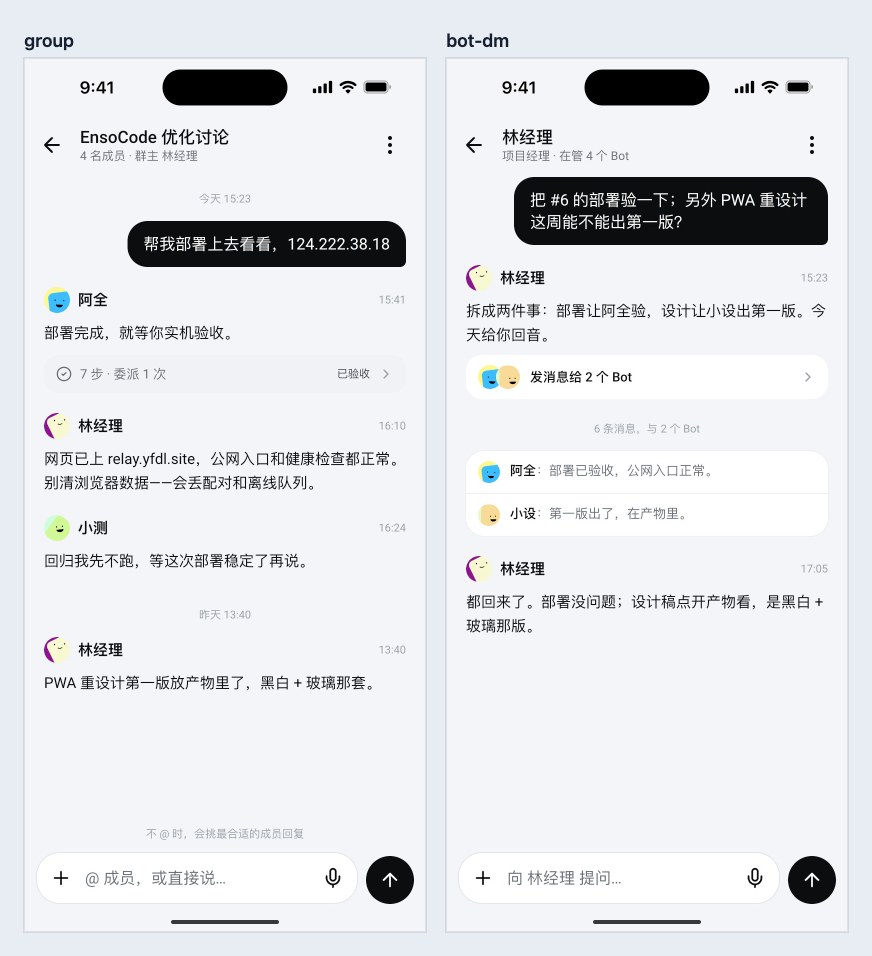 group
9:41
EnsoCode 优化讨论
4 名成员 · 群主 林经理
今天 15:23
帮我部署上去看看，124.222.38.18
阿全
15:41
部署完成，就等你实机验收。
7 步 · 委派 1 次
已验收
林经理
16:10
网页已上 relay.yfdl.site，公网入口和健康检查都正常。
别清浏览器数据——会丢配对和离线队列。
小测
16:24
回归我先不跑，等这次部署稳定了再说。
昨天 13:40
林经理
13:40
PWA 重设计第一版放产物里了，黑白 + 玻璃那套。
不 @ 时，会挑最合适的成员回复
@ 成员，或直接说…
bot-dm
9:41
林经理
项目经理 · 在管 4 个 Bot
把 #6 的部署验一下；另外 PWA 重设计
这周能不能出第一版？
林经理
15:23
拆成两件事：部署让阿全验，设计让小设出第一版。今
天给你回音。
发消息给 2 个 Bot
6 条消息，与 2 个 Bot
阿全：部署已验收，公网入口正常。
小设：第一版出了，在产物里。
林经理
17:05
都回来了。部署没问题；设计稿点开产物看，是黑白 +
玻璃那版。
向 林经理 提问…